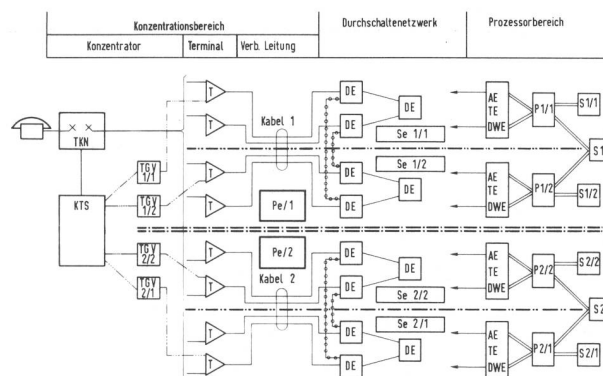 Konzentrationsbereich
Durchschaltenetzwerk
Prozessorbereich
Konzentrator
Terminal
Verb. Leitung
T
T
T
T
T
T
T
T
Kabel 1
Kabel 2
TKN
KTS
TGV
1/1
TGV
1/2
TGV
2/2
TGV
2/1
Pe/1
Pe/2
DE
DE
DE
DE
DE
DE
DE
DE
DE
DE
DE
DE
Se 1/1
Se 1/2
Se 2/2
Se 2/1
AE
TE
DWE
AE
TE
DWE
AE
TE
DWE
AE
TE
DWE
P1/1
P1/2
P2/2
P2/1
S1/1
S1
S1/2
S2/2
S2
S2/1